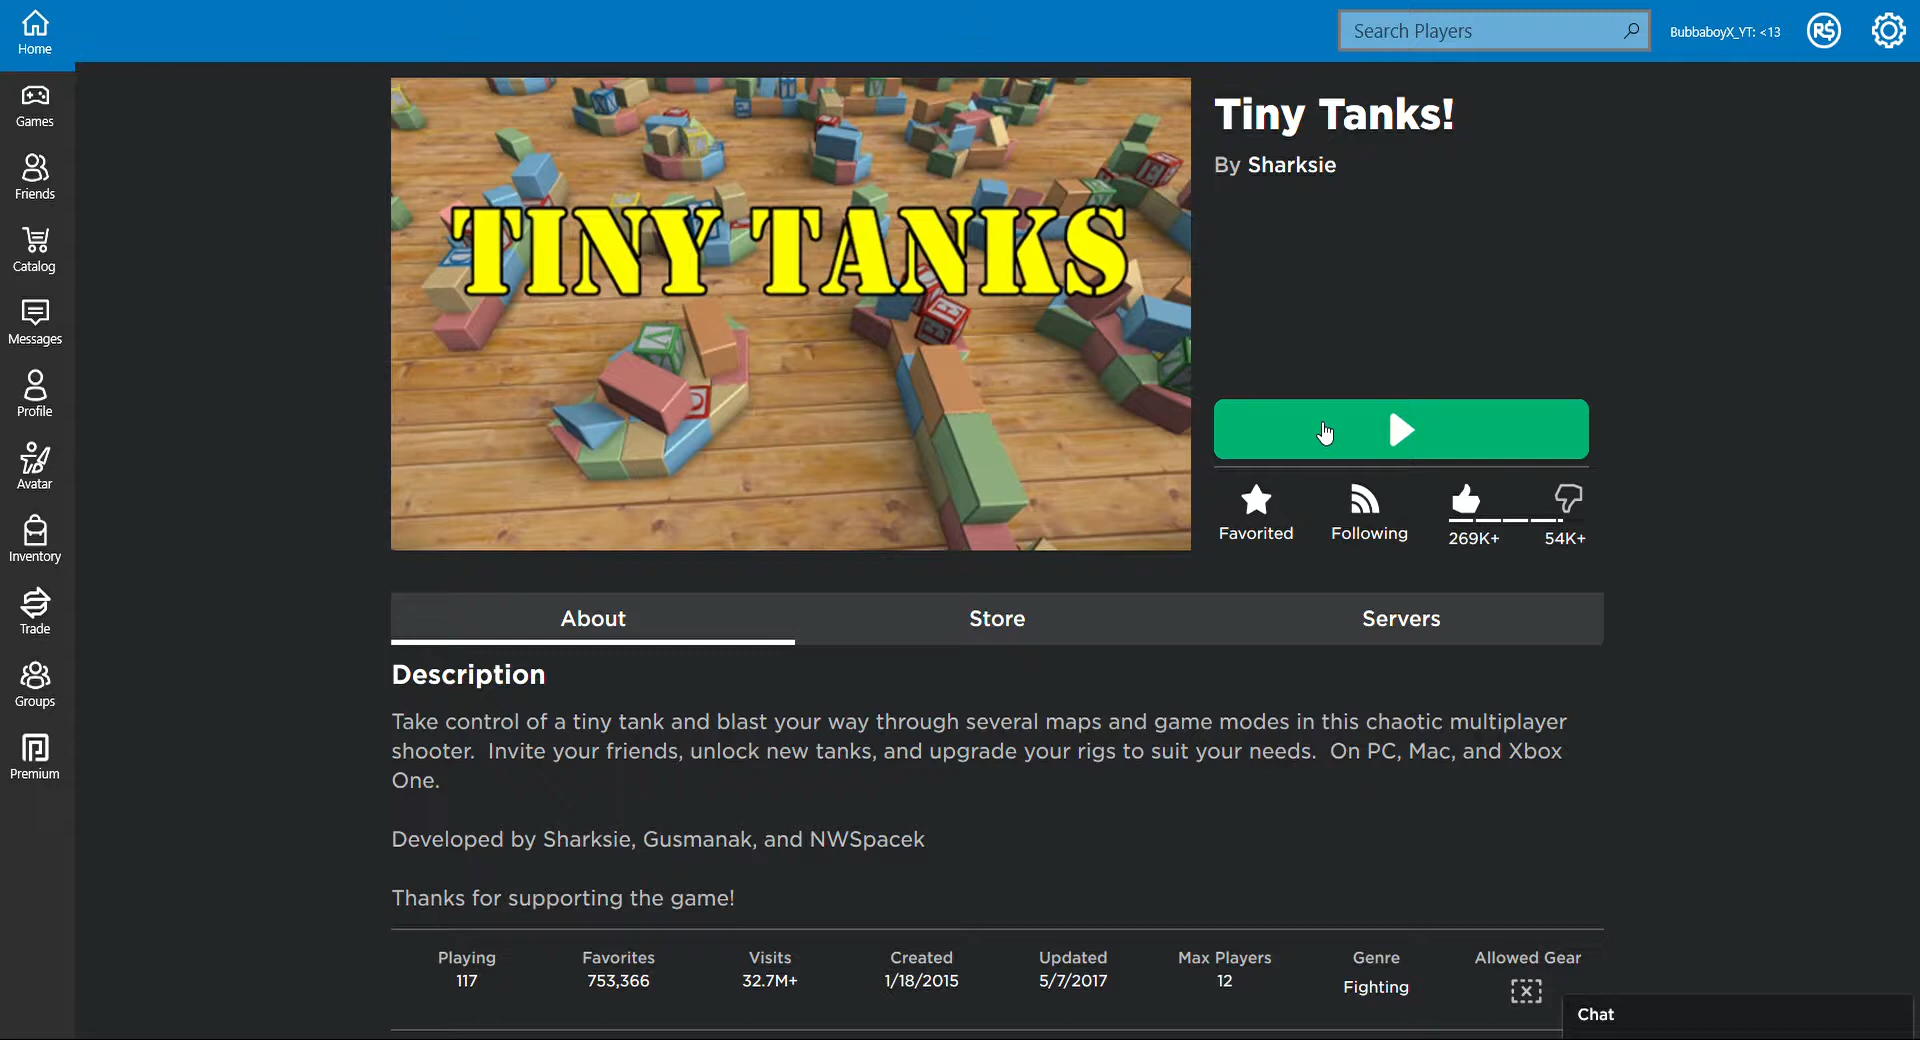 Home
Search Players
BubbaboyX_YT: <13
R$
Games
Friends
Catalog
Messages
Profile
Avatar
Inventory
Trade
Groups
Premium
TINY TANKS
Tiny Tanks!
By Sharksie
Favorited
Following
269K+
54K+
About
Store
Servers
Description
Take control of a tiny tank and blast your way through several maps and game modes in this chaotic multiplayer
shooter.  Invite your friends, unlock new tanks, and upgrade your rigs to suit your needs.  On PC, Mac, and Xbox
One.
Developed by Sharksie, Gusmanak, and NWSpacek
Thanks for supporting the game!
Playing
117
Favorites
753,366
Visits
32.7M+
Created
1/18/2015
Updated
5/7/2017
Max Players
12
Genre
Fighting
Allowed Gear
Chat